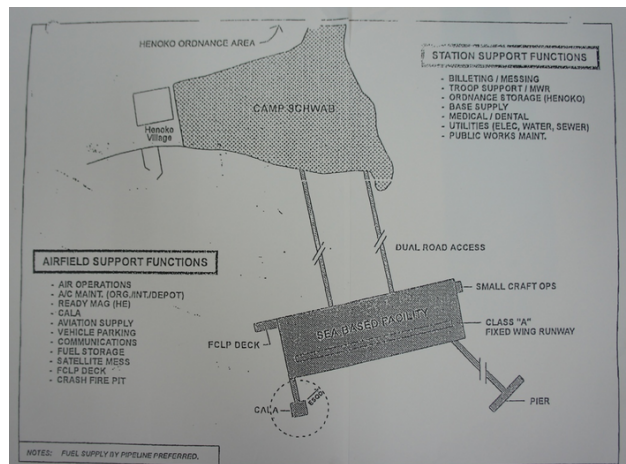 HENOKO ORDNANCE AREA
STATION SUPPORT FUNCTIONS
- BILLETING / MESSING
- TROOP SUPPORT / MWR
- ORDNANCE STORAGE (HENOKO)
- BASE SUPPLY
- MEDICAL / DENTAL
- UTILITIES (ELEC, WATER, SEWER)
- PUBLIC WORKS MAINT.
CAMP SCHWAB
Henoko
Village
DUAL ROAD ACCESS
AIRFIELD SUPPORT FUNCTIONS
- AIR OPERATIONS
- A/C MAINT. (ORG./INT./DEPOT)
- READY MAG (HE)
- CALA
- AVIATION SUPPLY
- VEHICLE PARKING
- COMMUNICATIONS
- FUEL STORAGE
- SATELLITE MESS
- FCLP DECK
- CRASH FIRE PIT
SMALL CRAFT OPS
SEA BASED FACILITY
CLASS "A"
FIXED WING RUNWAY
FCLP DECK
CALA
ESQD
PIER
NOTES: FUEL SUPPLY BY PIPELINE PREFERRED.